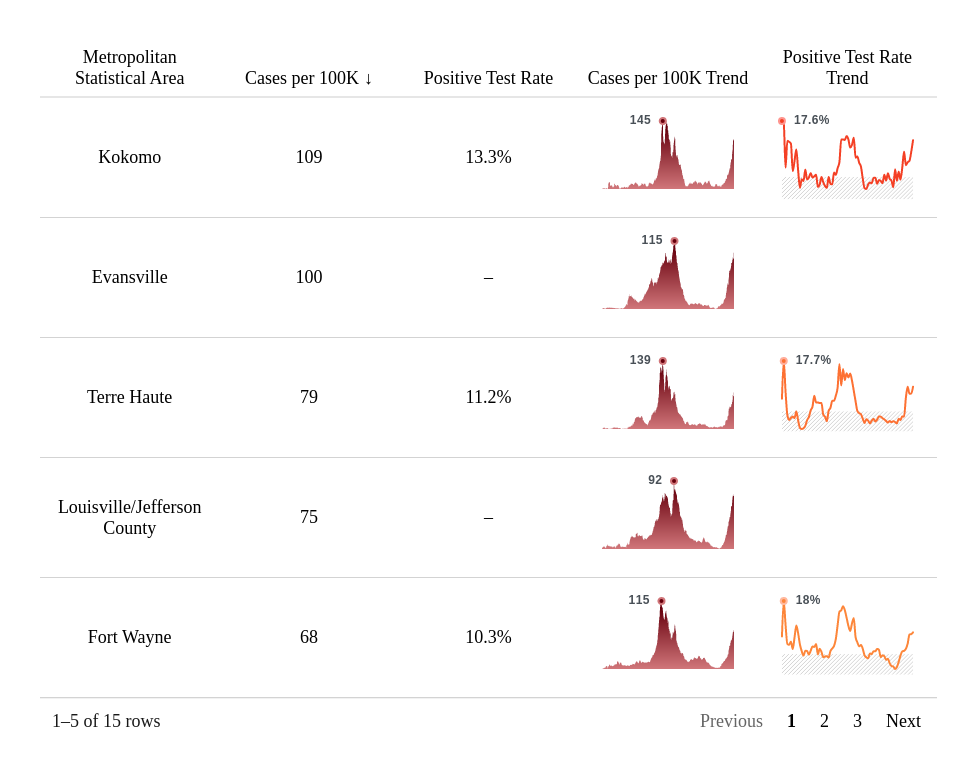 Metropolitan
Statistical Area
Cases per 100K ↓
Positive Test Rate
Cases per 100K Trend
Positive Test Rate
Trend
Kokomo
109
13.3%
145
17.6%
Evansville
100
–
115
Terre Haute
79
11.2%
139
17.7%
Louisville/Jefferson
County
75
–
92
Fort Wayne
68
10.3%
115
18%
1–5 of 15 rows
Previous
1
2
3
Next